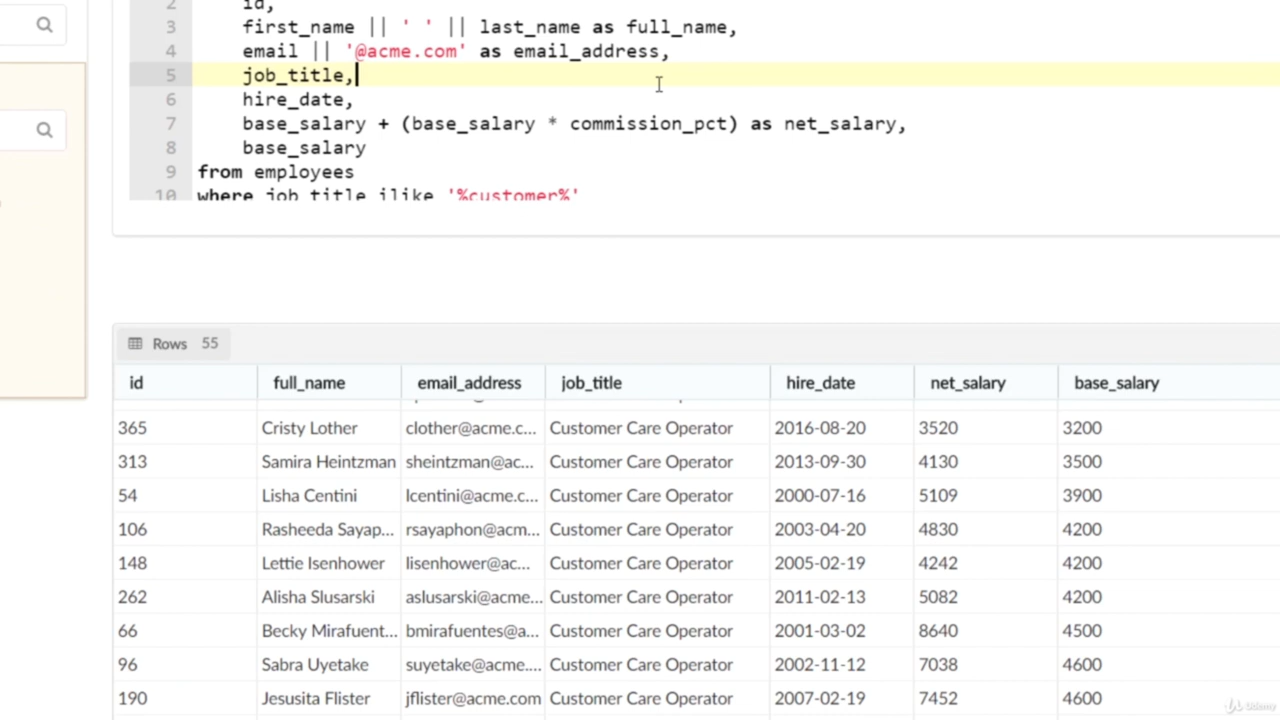 2 id,
3 first_name || ' ' || last_name as full_name,
4 email || '@acme.com' as email_address,
5 job_title,
6 hire_date,
7 base_salary + (base_salary * commission_pct) as net_salary,
8 base_salary
9 from employees
10 where job_title ilike '%customer%'
Rows 55
id full_name email_address job_title hire_date net_salary base_salary
365 Cristy Lother clother@acme.c... Customer Care Operator 2016-08-20 3520 3200
313 Samira Heintzman sheintzman@ac... Customer Care Operator 2013-09-30 4130 3500
54 Lisha Centini lcentini@acme.c... Customer Care Operator 2000-07-16 5109 3900
106 Rasheeda Sayap... rsayaphon@acm... Customer Care Operator 2003-04-20 4830 4200
148 Lettie Isenhower lisenhower@ac... Customer Care Operator 2005-02-19 4242 4200
262 Alisha Slusarski aslusarski@acme... Customer Care Operator 2011-02-13 5082 4200
66 Becky Mirafuent... bmirafuentes@a... Customer Care Operator 2001-03-02 8640 4500
96 Sabra Uyetake suyetake@acme.... Customer Care Operator 2002-11-12 7038 4600
190 Jesusita Flister jflister@acme.com Customer Care Operator 2007-02-19 7452 4600
Udemy